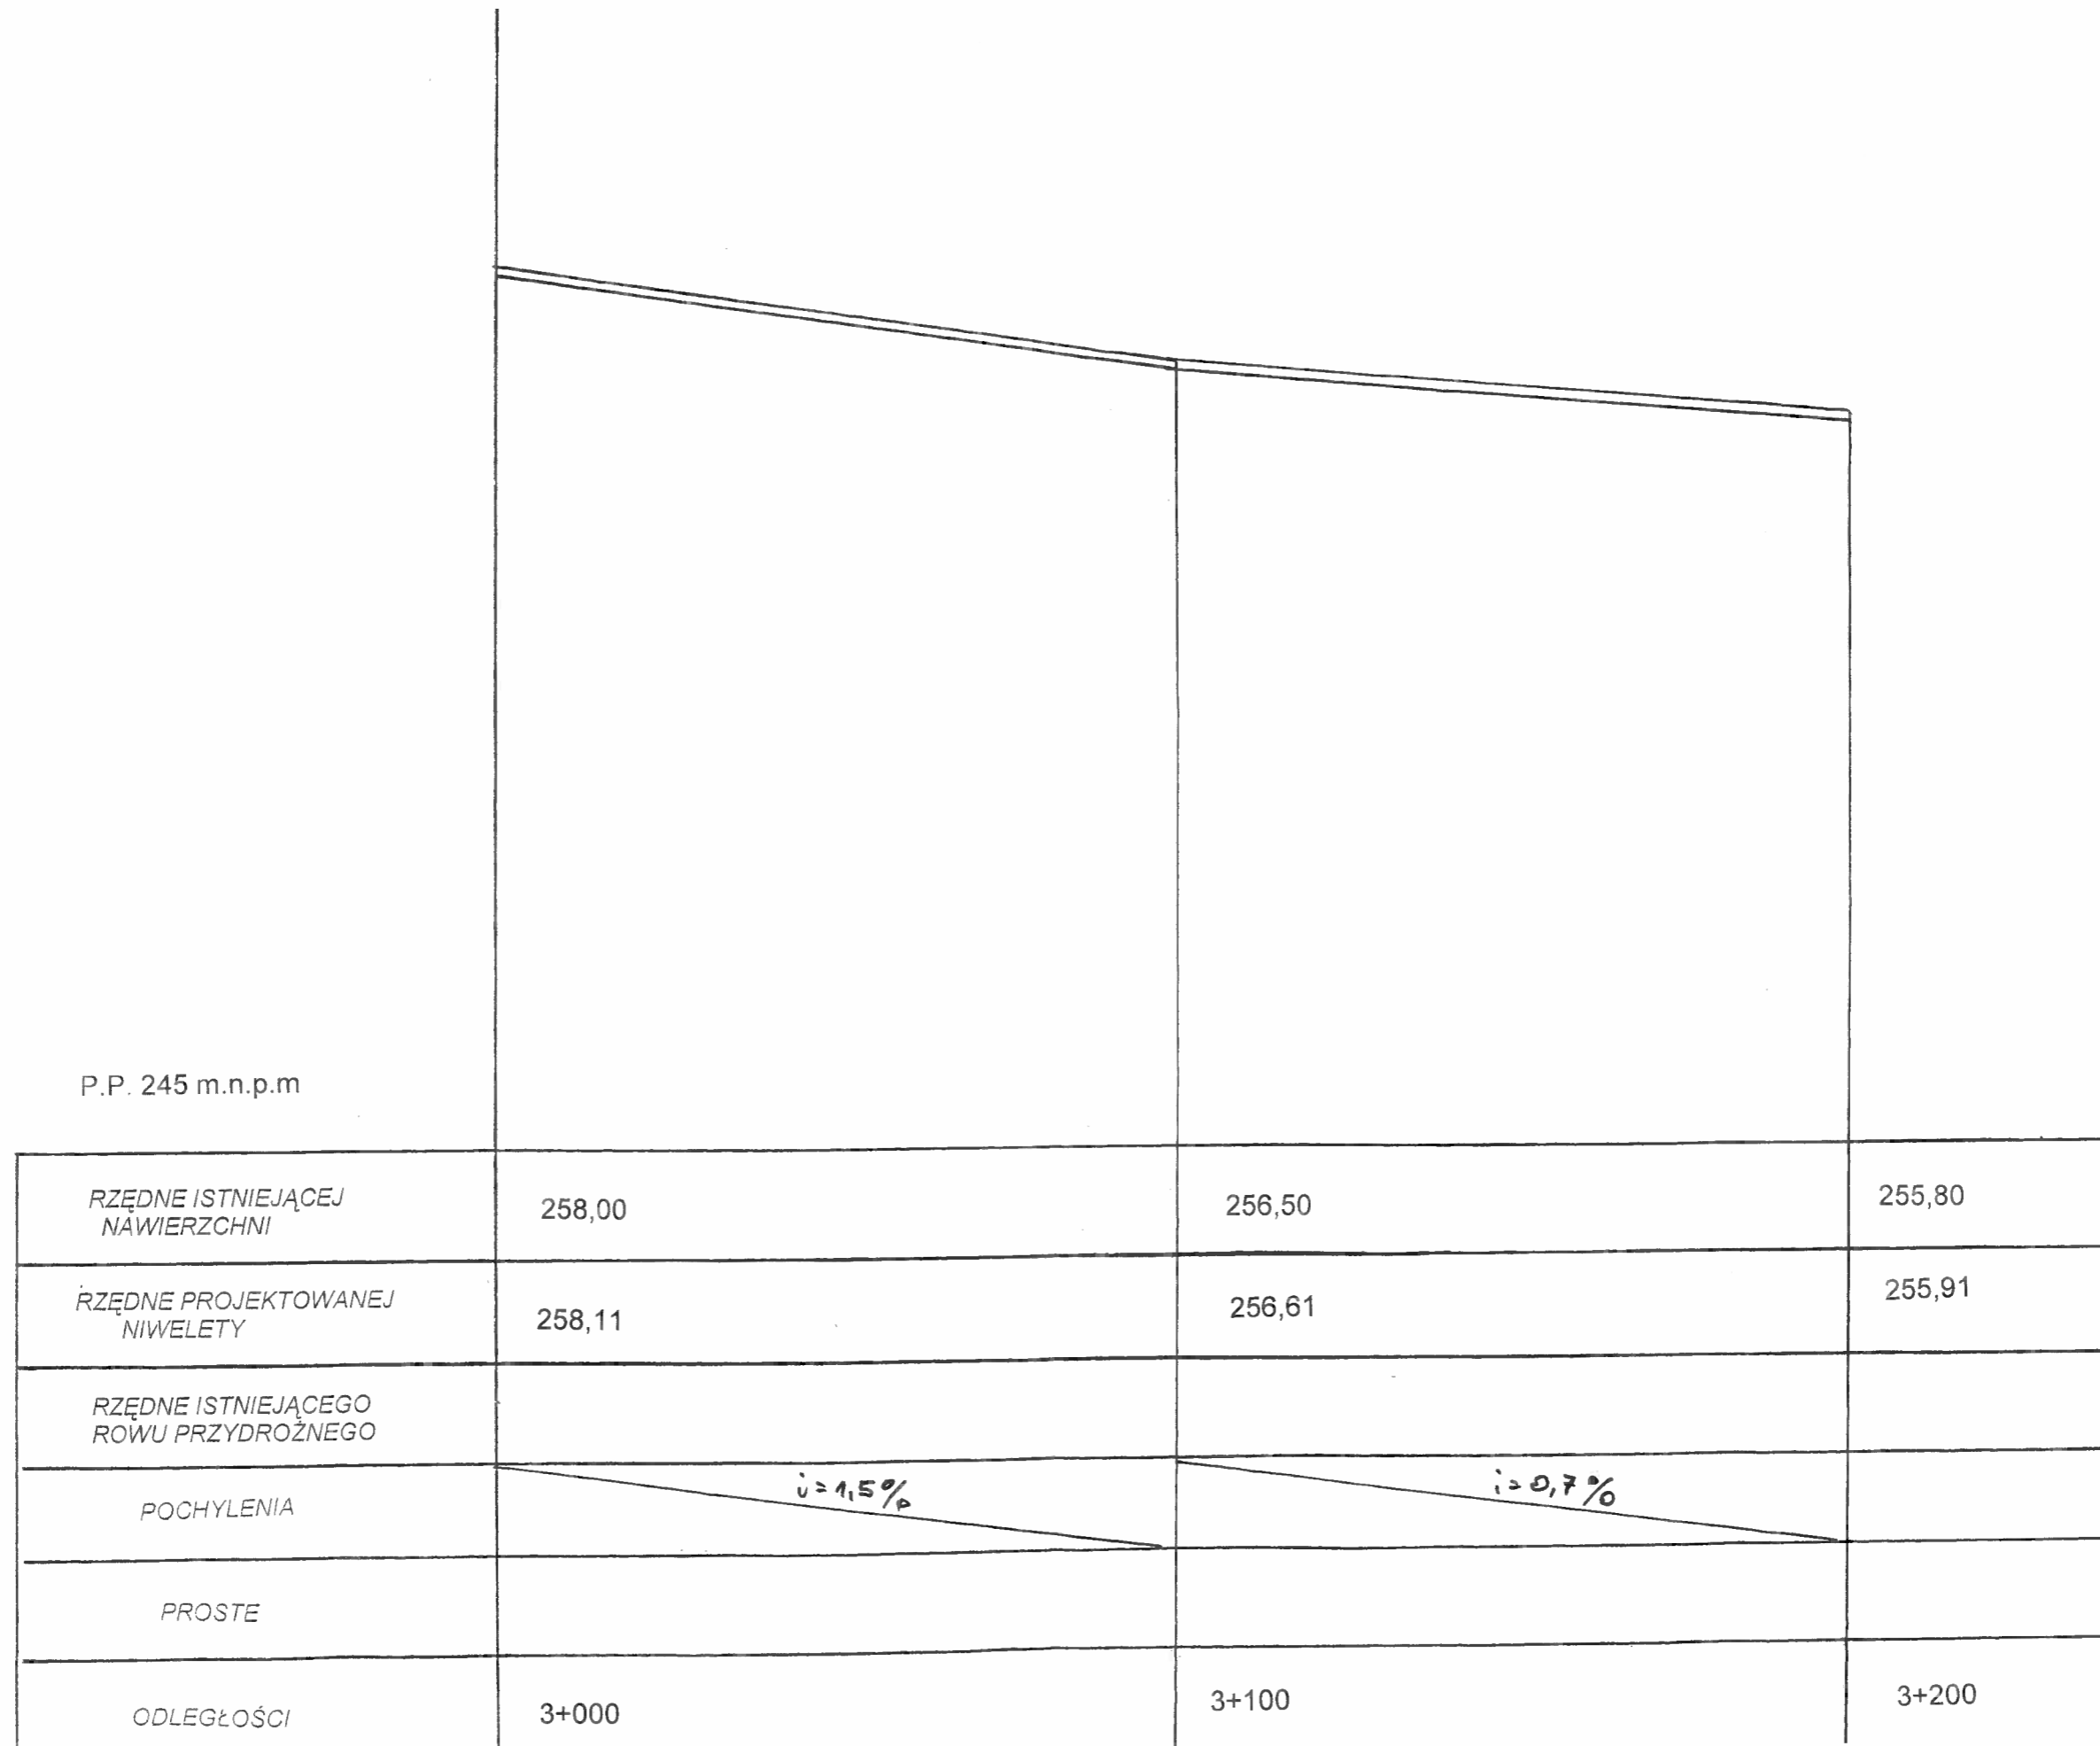 P.P. 245 m.n.p.m
RZĘDNE ISTNIEJĄCEJ
NAWIERZCHNI
258,00
256,50
255,80
RZĘDNE PROJEKTOWANEJ
NIWELETY
258,11
256,61
255,91
RZĘDNE ISTNIEJĄCEGO
ROWU PRZYDROŻNEGO
POCHYLENIA
i=1,5%
i=0,7%
PROSTE
ODLEGŁOŚCI
3+000
3+100
3+200